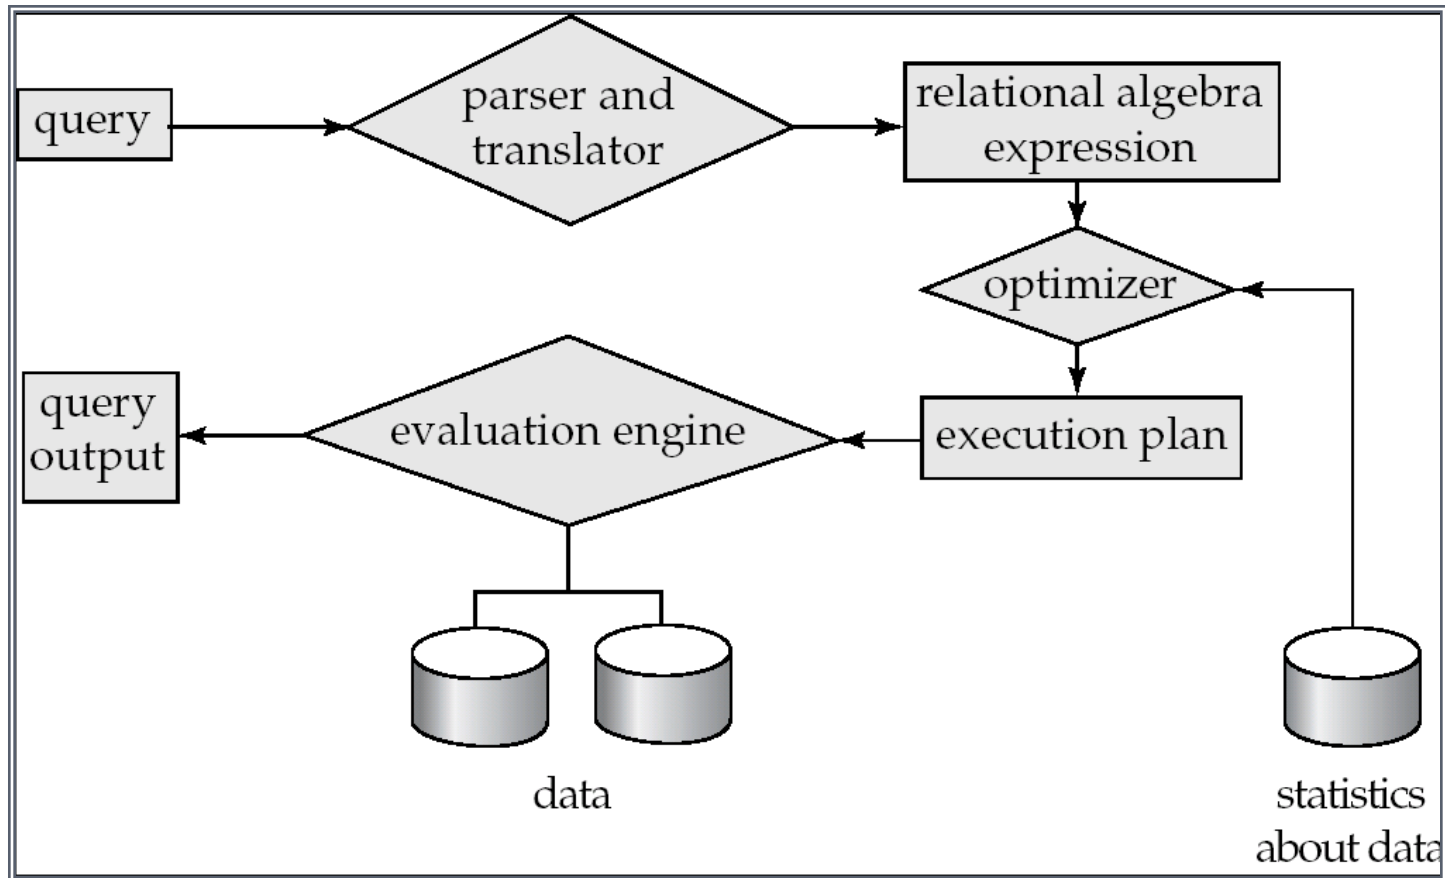 query
parser and
translator
relational algebra
expression
optimizer
query
output
evaluation engine
execution plan
data
statistics
about data